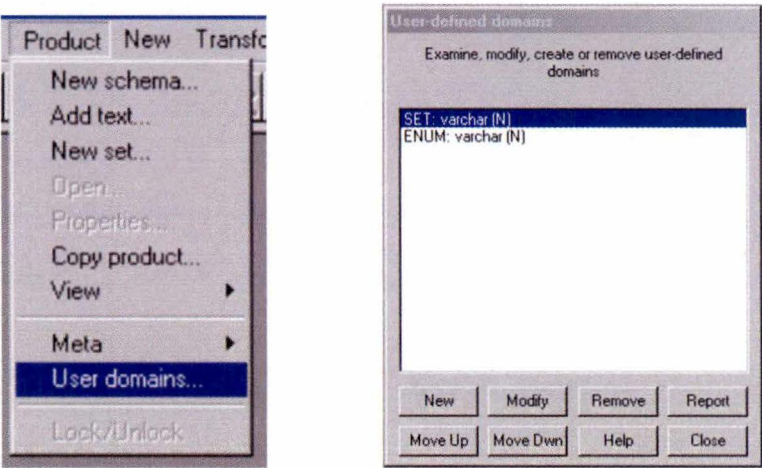 Product New Transfo
New schema...
Add text...
New set...
Open...
Properties...
Copy product...
View
Meta
User domains...
Lock/Unlock
User-defined domains
Examine, modify, create or remove user-defined
domains
SET: varchar (N)
ENUM: varchar (N)
New Modify Remove Report
Move Up Move Dwn Help Close